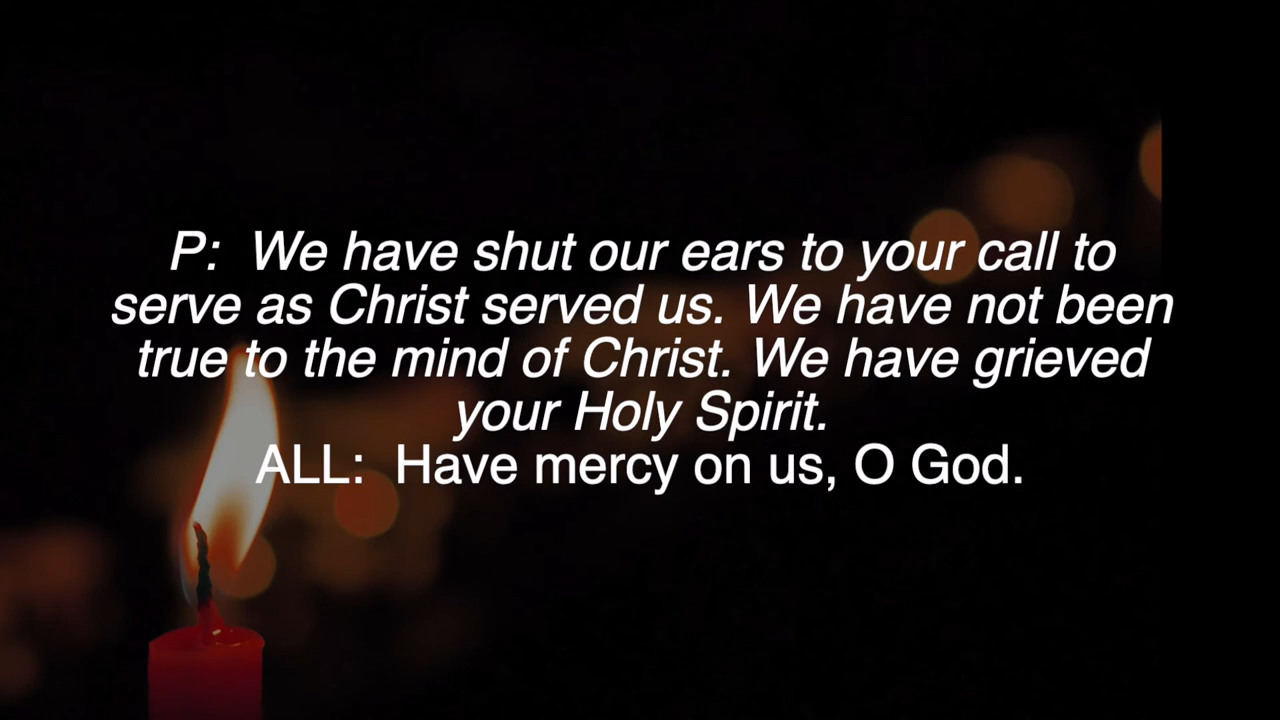 P:  We have shut our ears to your call to
serve as Christ served us. We have not been
true to the mind of Christ. We have grieved
your Holy Spirit.
ALL:  Have mercy on us, O God.